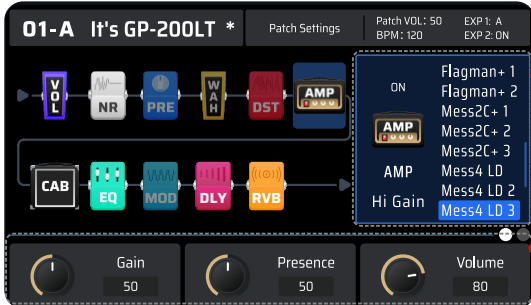 01-A It's GP-200LT *
Patch Settings
Patch VOL: 50 EXP 1: A
BPM: 120 EXP 2: ON
VOL
NR
PRE
WAH
DST
AMP
CAB
EQ
MOD
DLY
RVB
ON
AMP
AMP
Hi Gain
Flagman+ 1
Flagman+ 2
Mess2C+ 1
Mess2C+ 2
Mess2C+ 3
Mess4 LD
Mess4 LD 2
Mess4 LD 3
Gain
50
Presence
50
Volume
80